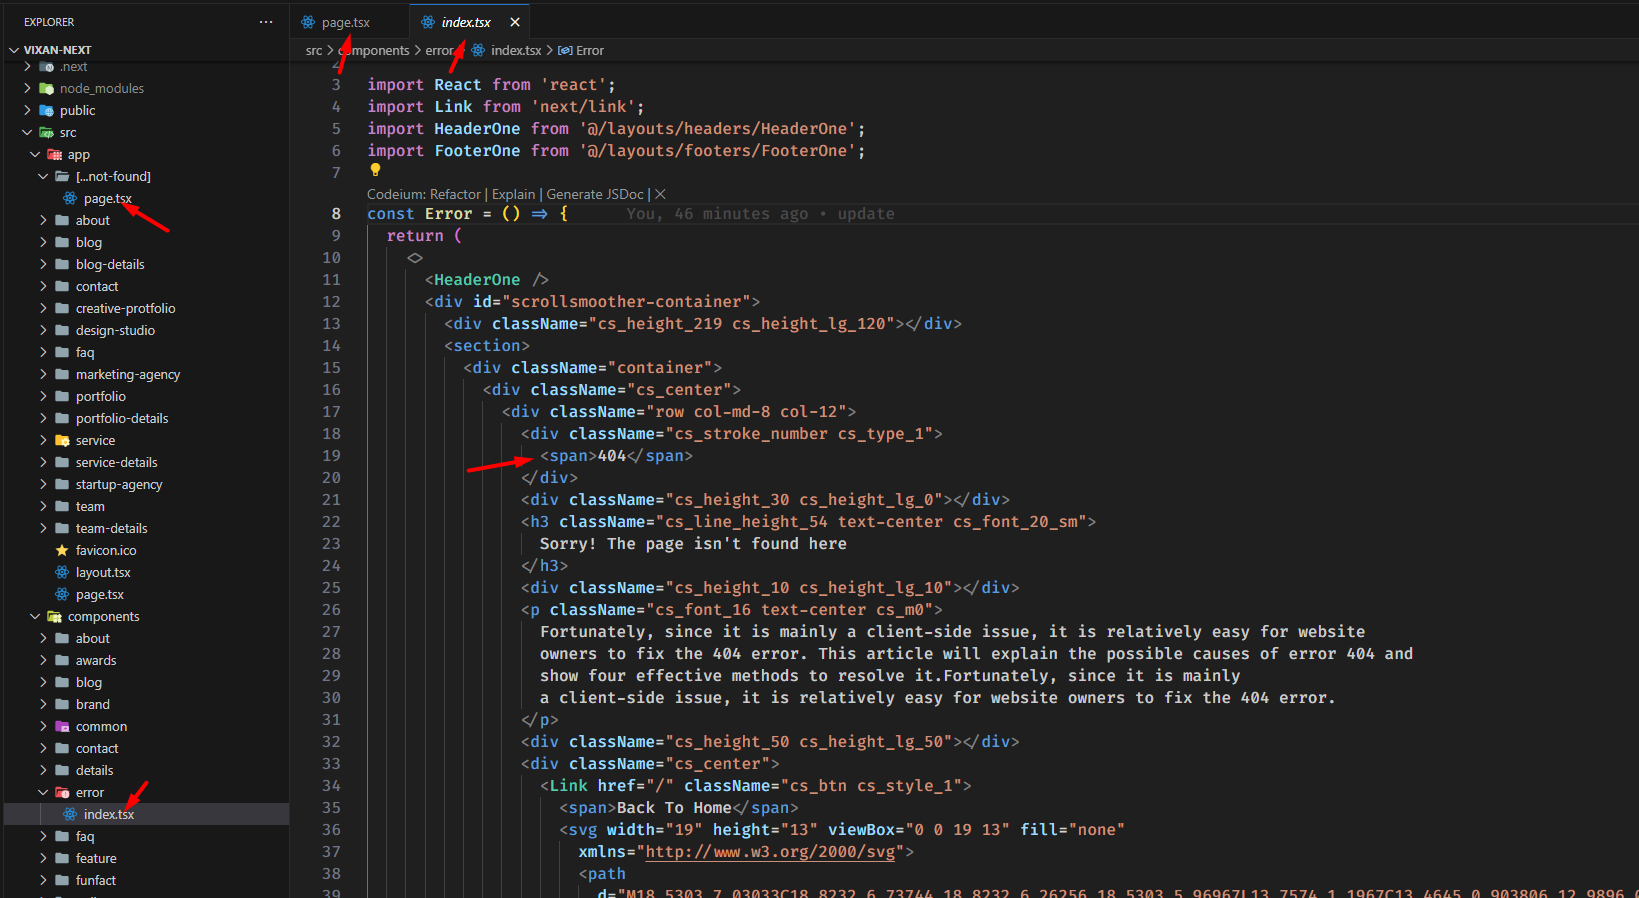 EXPLORER
VIXAN-NEXT
.next
node_modules
public
src
app
[...not-found]
page.tsx
about
blog
blog-details
contact
creative-protfolio
design-studio
faq
marketing-agency
portfolio
portfolio-details
service
service-details
startup-agency
team
team-details
favicon.ico
layout.tsx
page.tsx
components
about
awards
blog
brand
common
contact
details
error
index.tsx
faq
feature
funfact
page.tsx
index.tsx
src > components > error > index.tsx > Error
2
3 import React from 'react';
4 import Link from 'next/link';
5 import HeaderOne from '@/layouts/headers/HeaderOne';
6 import FooterOne from '@/layouts/footers/FooterOne';
7
Codeium: Refactor | Explain | Generate JSDoc | X
8 const Error = () => { You, 46 minutes ago • update
9 return (
10 <>
11 <HeaderOne />
12 <div id="scrollsmoother-container">
13 <div className="cs_height_219 cs_height_lg_120"></div>
14 <section>
15 <div className="container">
16 <div className="cs_center">
17 <div className="row col-md-8 col-12">
18 <div className="cs_stroke_number cs_type_1">
19 <span>404</span>
20 </div>
21 <div className="cs_height_30 cs_height_lg_0"></div>
22 <h3 className="cs_line_height_54 text-center cs_font_20_sm">
23 Sorry! The page isn't found here
24 </h3>
25 <div className="cs_height_10 cs_height_lg_10"></div>
26 <p className="cs_font_16 text-center cs_m0">
27 Fortunately, since it is mainly a client-side issue, it is relatively easy for website
28 owners to fix the 404 error. This article will explain the possible causes of error 404 and
29 show four effective methods to resolve it.Fortunately, since it is mainly
30 a client-side issue, it is relatively easy for website owners to fix the 404 error.
31 </p>
32 <div className="cs_height_50 cs_height_lg_50"></div>
33 <div className="cs_center">
34 <Link href="/" className="cs_btn cs_style_1">
35 <span>Back To Home</span>
36 <svg width="19" height="13" viewBox="0 0 19 13" fill="none"
37 xmlns="http://www.w3.org/2000/svg">
38 <path
39 d="M18.5303 7.03033C18.8232 6.73744 18.8232 6.26256 18.5303 5.96967L13.7574 1.1967C13.4645 0.903806 12.9896